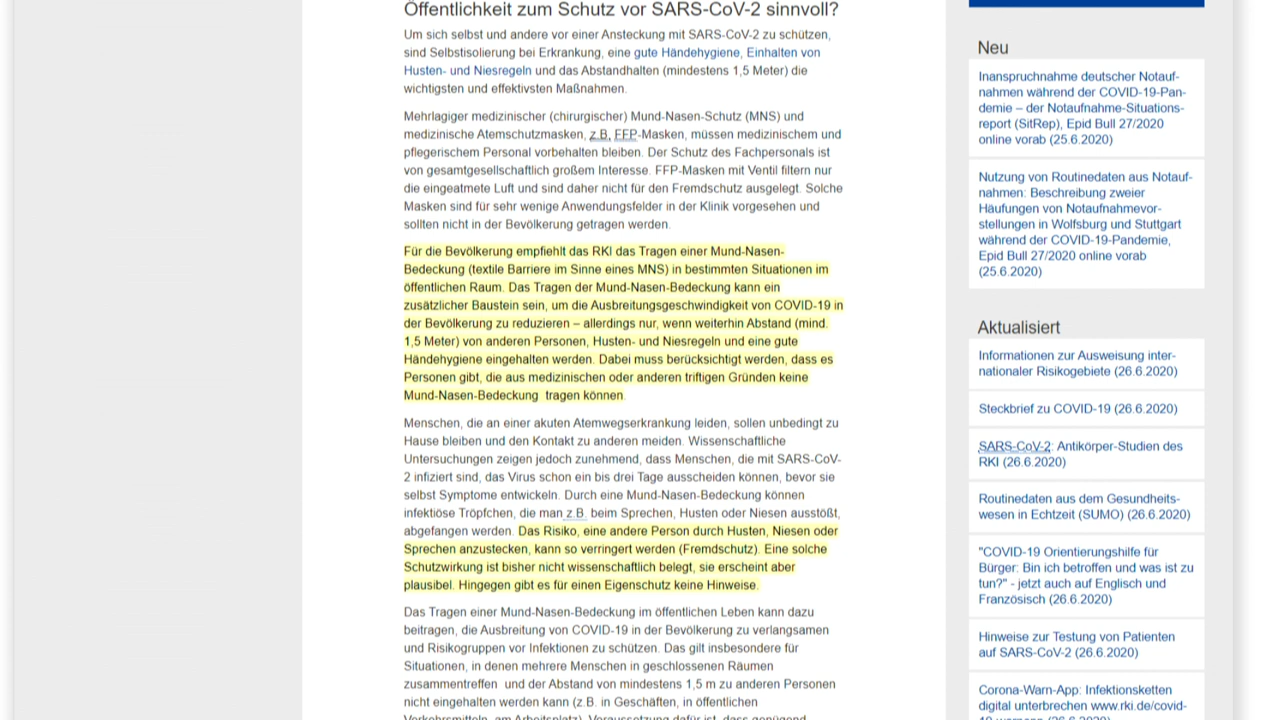 Öffentlichkeit zum Schutz vor SARS-CoV-2 sinnvoll?
Um sich selbst und andere vor einer Ansteckung mit SARS-CoV-2 zu schützen,
sind Selbstisolierung bei Erkrankung, eine gute Händehygiene, Einhalten von
Husten- und Niesregeln und das Abstandhalten (mindestens 1,5 Meter) die
wichtigsten und effektivsten Maßnahmen.
Mehrlagiger medizinischer (chirurgischer) Mund-Nasen-Schutz (MNS) und
medizinische Atemschutzmasken, z.B. FFP-Masken, müssen medizinischem und
pflegerischem Personal vorbehalten bleiben. Der Schutz des Fachpersonals ist
von gesamtgesellschaftlich großem Interesse. FFP-Masken mit Ventil filtern nur
die eingeatmete Luft und sind daher nicht für den Fremdschutz ausgelegt. Solche
Masken sind für sehr wenige Anwendungsfelder in der Klinik vorgesehen und
sollten nicht in der Bevölkerung getragen werden.
Für die Bevölkerung empfiehlt das RKI das Tragen einer Mund-Nasen-
Bedeckung (textile Barriere im Sinne eines MNS) in bestimmten Situationen im
öffentlichen Raum. Das Tragen der Mund-Nasen-Bedeckung kann ein
zusätzlicher Baustein sein, um die Ausbreitungsgeschwindigkeit von COVID-19 in
der Bevölkerung zu reduzieren – allerdings nur, wenn weiterhin Abstand (mind.
1,5 Meter) von anderen Personen, Husten- und Niesregeln und eine gute
Händehygiene eingehalten werden. Dabei muss berücksichtigt werden, dass es
Personen gibt, die aus medizinischen oder anderen triftigen Gründen keine
Mund-Nasen-Bedeckung tragen können.
Menschen, die an einer akuten Atemwegserkrankung leiden, sollen unbedingt zu
Hause bleiben und den Kontakt zu anderen meiden. Wissenschaftliche
Untersuchungen zeigen jedoch zunehmend, dass Menschen, die mit SARS-CoV-
2 infiziert sind, das Virus schon ein bis drei Tage ausscheiden können, bevor sie
selbst Symptome entwickeln. Durch eine Mund-Nasen-Bedeckung können
infektiöse Tröpfchen, die man z.B. beim Sprechen, Husten oder Niesen ausstößt,
abgefangen werden. Das Risiko, eine andere Person durch Husten, Niesen oder
Sprechen anzustecken, kann so verringert werden (Fremdschutz). Eine solche
Schutzwirkung ist bisher nicht wissenschaftlich belegt, sie erscheint aber
plausibel. Hingegen gibt es für einen Eigenschutz keine Hinweise.
Das Tragen einer Mund-Nasen-Bedeckung im öffentlichen Leben kann dazu
beitragen, die Ausbreitung von COVID-19 in der Bevölkerung zu verlangsamen
und Risikogruppen vor Infektionen zu schützen. Das gilt insbesondere für
Situationen, in denen mehrere Menschen in geschlossenen Räumen
zusammentreffen und der Abstand von mindestens 1,5 m zu anderen Personen
nicht eingehalten werden kann (z.B. in Geschäften, in öffentlichen
Verkehrsmitteln, am Arbeitsplatz). Voraussetzung dafür ist, dass genügend
Neu
Inanspruchnahme deutscher Notauf-
nahmen während der COVID-19-Pan-
demie – der Notaufnahme-Situations-
report (SitRep), Epid Bull 27/2020
online vorab (25.6.2020)
Nutzung von Routinedaten aus Notauf-
nahmen: Beschreibung zweier
Häufungen von Notaufnahmevor-
stellungen in Wolfsburg und Stuttgart
während der COVID-19-Pandemie,
Epid Bull 27/2020 online vorab
(25.6.2020)
Aktualisiert
Informationen zur Ausweisung inter-
nationaler Risikogebiete (26.6.2020)
Steckbrief zu COVID-19 (26.6.2020)
SARS-CoV-2: Antikörper-Studien des
RKI (26.6.2020)
Routinedaten aus dem Gesundheits-
wesen in Echtzeit (SUMO) (26.6.2020)
"COVID-19 Orientierungshilfe für
Bürger: Bin ich betroffen und was ist zu
tun?" - jetzt auch auf Englisch und
Französisch (26.6.2020)
Hinweise zur Testung von Patienten
auf SARS-CoV-2 (26.6.2020)
Corona-Warn-App: Infektionsketten
digital unterbrechen www.rki.de/covid-
19-warnapp (26.6.2020)